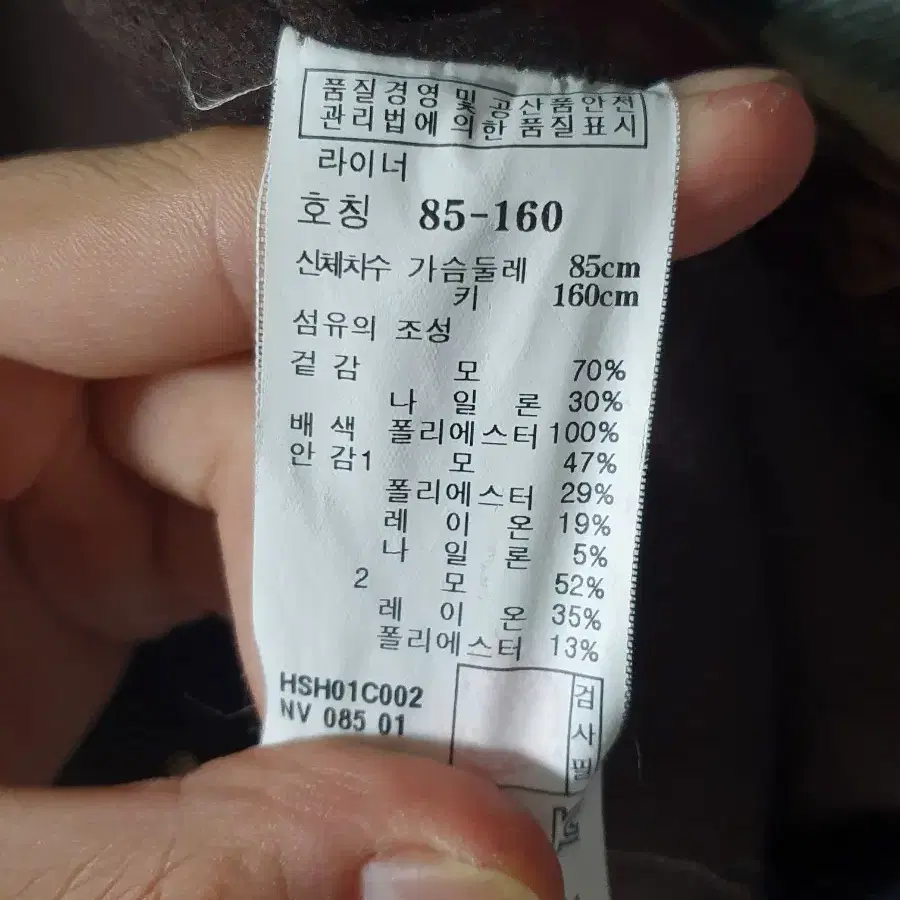 품질경영 및 공산품안전
관리법에 의한 품질표시
라이너
호칭 85-160
신체치수 가슴둘레 85cm
키 160cm
섬유의 조성
겉 감 모 70%
나 일 론 30%
배 색 폴리에스터 100%
안 감1 모 47%
폴리에스터 29%
레 이 온 19%
나 일 론 5%
2 모 52%
레 이 온 35%
폴리에스터 13%
HSH01C002
NV 085 01
검사필